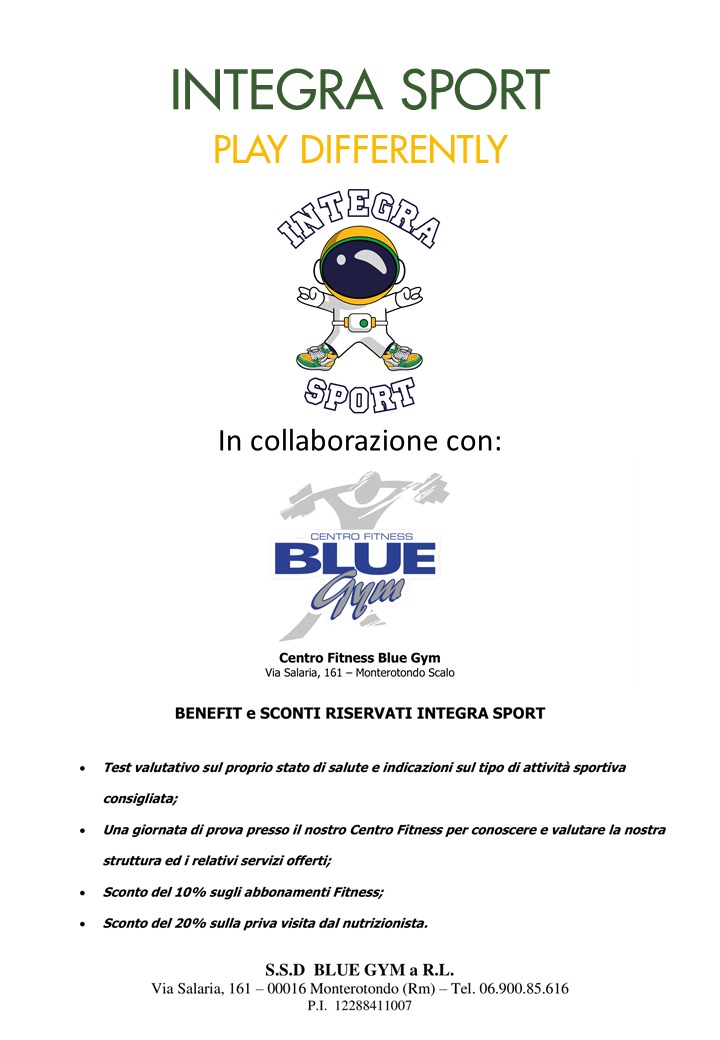 INTEGRA SPORT
PLAY DIFFERENTLY
INTEGRA
SPORT
In collaborazione con:
CENTRO FITNESS
BLUE
Gym
Centro Fitness Blue Gym
Via Salaria, 161 – Monterotondo Scalo
BENEFIT e SCONTI RISERVATI INTEGRA SPORT
• Test valutativo sul proprio stato di salute e indicazioni sul tipo di attività sportiva
consigliata;
• Una giornata di prova presso il nostro Centro Fitness per conoscere e valutare la nostra
struttura ed i relativi servizi offerti;
• Sconto del 10% sugli abbonamenti Fitness;
• Sconto del 20% sulla priva visita dal nutrizionista.
S.S.D BLUE GYM a R.L.
Via Salaria, 161 – 00016 Monterotondo (Rm) – Tel. 06.900.85.616
P.I. 12288411007